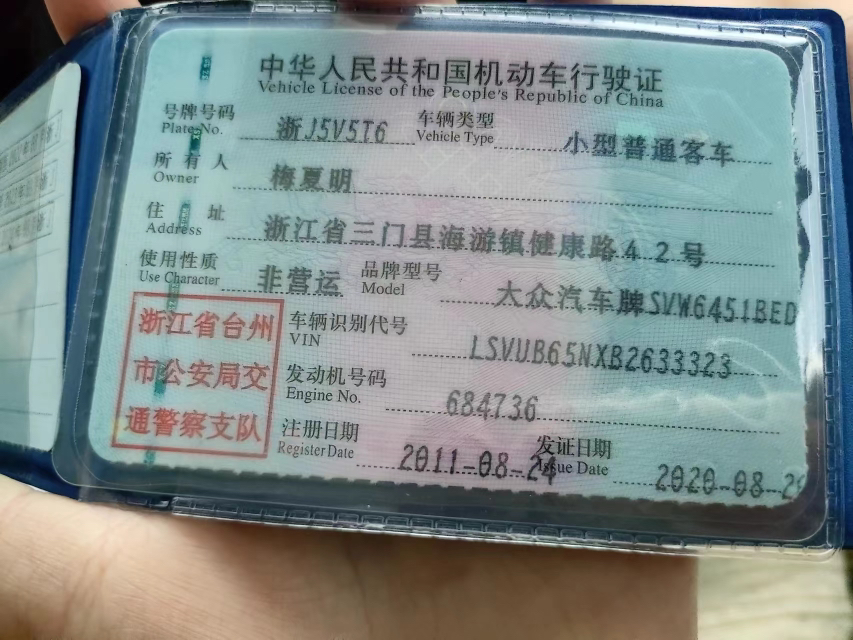 中华人民共和国机动车行驶证
Vehicle License of the People's Republic of China
号牌号码 浙J5V5T6 车辆类型 小型普通客车
Plate No. Vehicle Type
所有人 梅夏明
Owner
住址 浙江省三门县海游镇健康路42号
Address
使用性质 非营运 品牌型号 大众汽车牌SVW6451BED
Use Character Model
浙江省台州
市公安局交
通警察支队
车辆识别代号 LSVUB65NXB2633323
VIN
发动机号码 684736
Engine No.
注册日期 2011-08-24 发证日期 2020-08-2
Register Date Issue Date